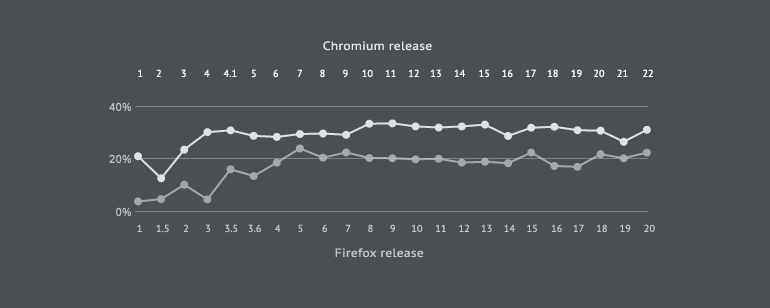 Chromium release
1 2 3 4 4.1 5 6 7 8 9 10 11 12 13 14 15 16 17 18 19 20 21 22
40%
20%
0%
1 1.5 2 3 3.5 3.6 4 5 6 7 8 9 10 11 12 13 14 15 16 17 18 19 20
Firefox release